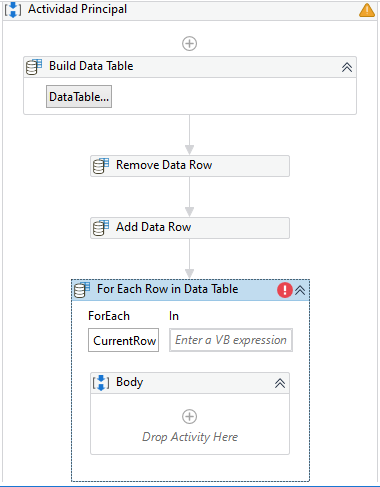 Actividad Principal
Build Data Table
DataTable...
Remove Data Row
Add Data Row
For Each Row in Data Table
ForEach In
CurrentRow Enter a VB expression
Body
Drop Activity Here